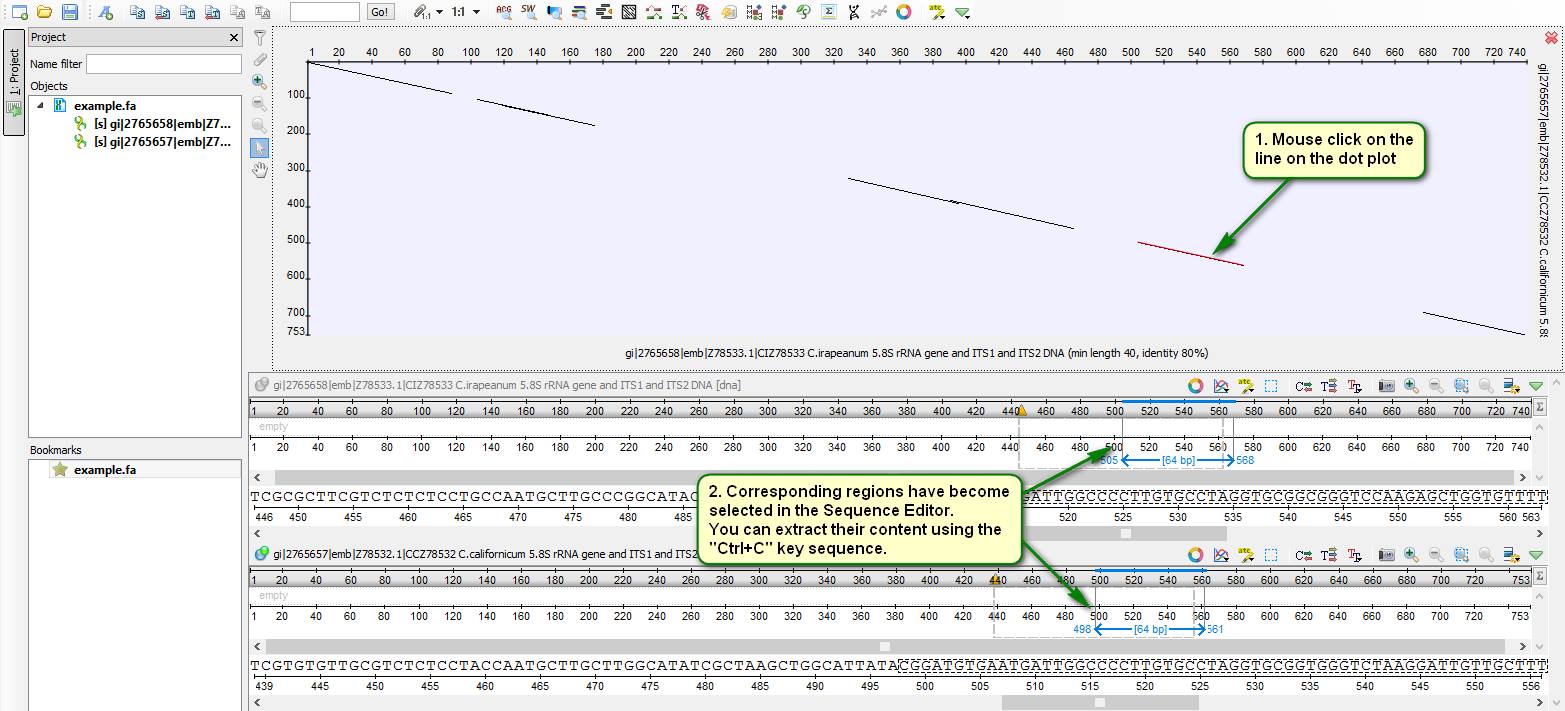 Go!
1:1
1:1
ACG
SW
Project
Name filter
Objects
example.fa
[s] gi|2765658|emb|Z7...
[s] gi|2765657|emb|Z7...
1: Project
Bookmarks
example.fa
1 20 40 60 80 100 120 140 160 180 200 220 240 260 280 300 320 340 360 380 400 420 440 460 480 500 520 540 560 580 600 620 640 660 680 700 720 740
100
200
300
400
500
600
700
753
1. Mouse click on the
line on the dot plot
gi|2765657|emb|Z78532.1|CCZ78532 C.californicum 5.8S
gi|2765658|emb|Z78533.1|CIZ78533 C.irapeanum 5.8S rRNA gene and ITS1 and ITS2 DNA (min length 40, identity 80%)
gi|2765658|emb|Z78533.1|CIZ78533 C.irapeanum 5.8S rRNA gene and ITS1 and ITS2 DNA [dna]
1 20 40 60 80 100 120 140 160 180 200 220 240 260 280 300 320 340 360 380 400 420 440 460 480 500 520 540 560 580 600 620 640 660 680 700 720 740
empty
1 20 40 60 80 100 120 140 160 180 200 220 240 260 280 300 320 340 360 380 400 420 440 460 480 500 520 540 560 580 600 620 640 660 680 700 720 740
505 [64 bp] 568
TCGCGCTTCGTCTCTCTCCTGCCAATGCTTGCCCGGCATAC
GATTGGCCCCTTGTGCCTAGGTGCGGCGGGTCCAAGAGCTGGTGTTTT
446 450 455 460 465 470 475 480 485 520 525 530 535 540 545 550 555 560 563
2. Corresponding regions have become
selected in the Sequence Editor.
You can extract their content using the
"Ctrl+C" key sequence.
gi|2765657|emb|Z78532.1|CCZ78532 C.californicum 5.8S rRNA gene and ITS1 and ITS2
1 20 40 60 80 100 120 140 160 180 200 220 240 260 280 300 320 340 360 380 400 420 440 460 480 500 520 540 560 580 600 620 640 660 680 700 720 753
empty
1 20 40 60 80 100 120 140 160 180 200 220 240 260 280 300 320 340 360 380 400 420 440 460 480 500 520 540 560 580 600 620 640 660 680 700 720 753
498 [64 bp] 561
TCGTGTGTTGCGTCTCTCTCCTACCAATGCTTGCTTGGCATATCGCTAAGCTGGCATTATACGGATGTGAATGATTGGCCCCTTGTGCCTAGGTGCGGTGGGTCTAAGGATTGTTGCTTT
439 445 450 455 460 465 470 475 480 485 490 495 500 505 510 515 520 525 530 535 540 545 550 556